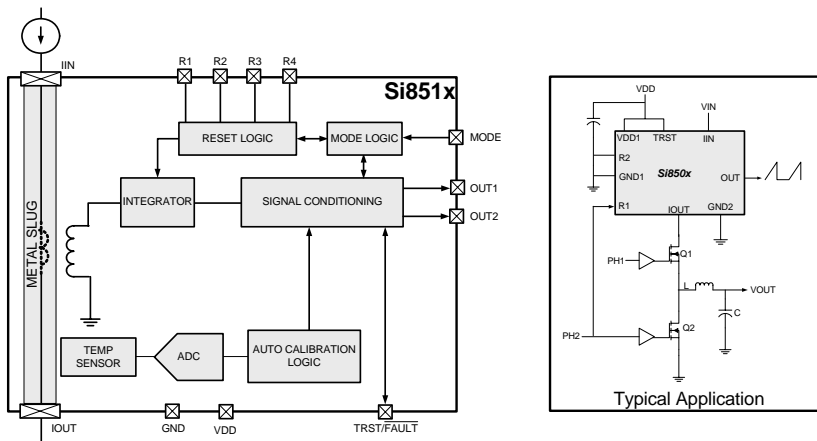 IIN
R1
R2
R3
R4
Si851x
RESET LOGIC
MODE LOGIC
MODE
METAL SLUG
INTEGRATOR
SIGNAL CONDITIONING
OUT1
OUT2
TEMP
SENSOR
ADC
AUTO CALIBRATION
LOGIC
IOUT
GND
VDD
TRST/FAULT
VDD
VIN
VDD1
TRST
IIN
R2
GND1
Si850x
OUT
R1
IOUT
GND2
PH1
Q1
L
VOUT
C
PH2
Q2
Typical Application